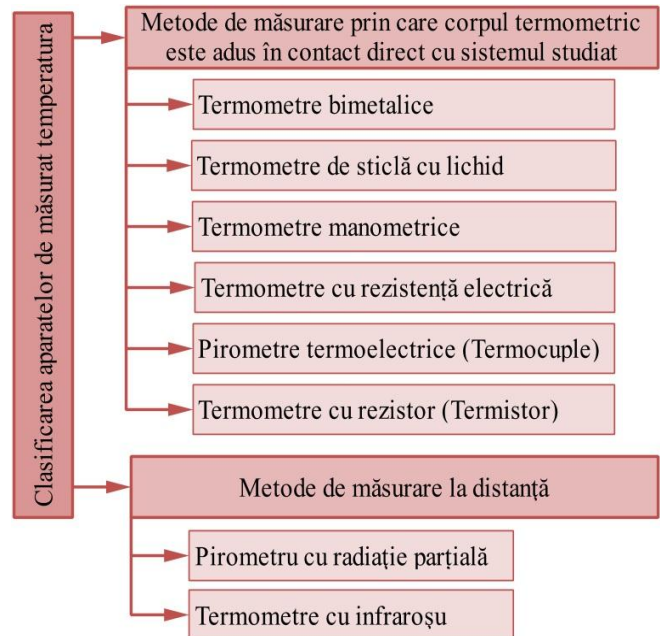 Clasificarea aparatelor de măsurat temperatura
Metode de măsurare prin care corpul termometric
este adus în contact direct cu sistemul studiat
Termometre bimetalice
Termometre de sticlă cu lichid
Termometre manometrice
Termometre cu rezistență electrică
Pirometre termoelectrice (Termocuple)
Termometre cu rezistor (Termistor)
Metode de măsurare la distanţă
Pirometru cu radiație parțială
Termometre cu infraroșu